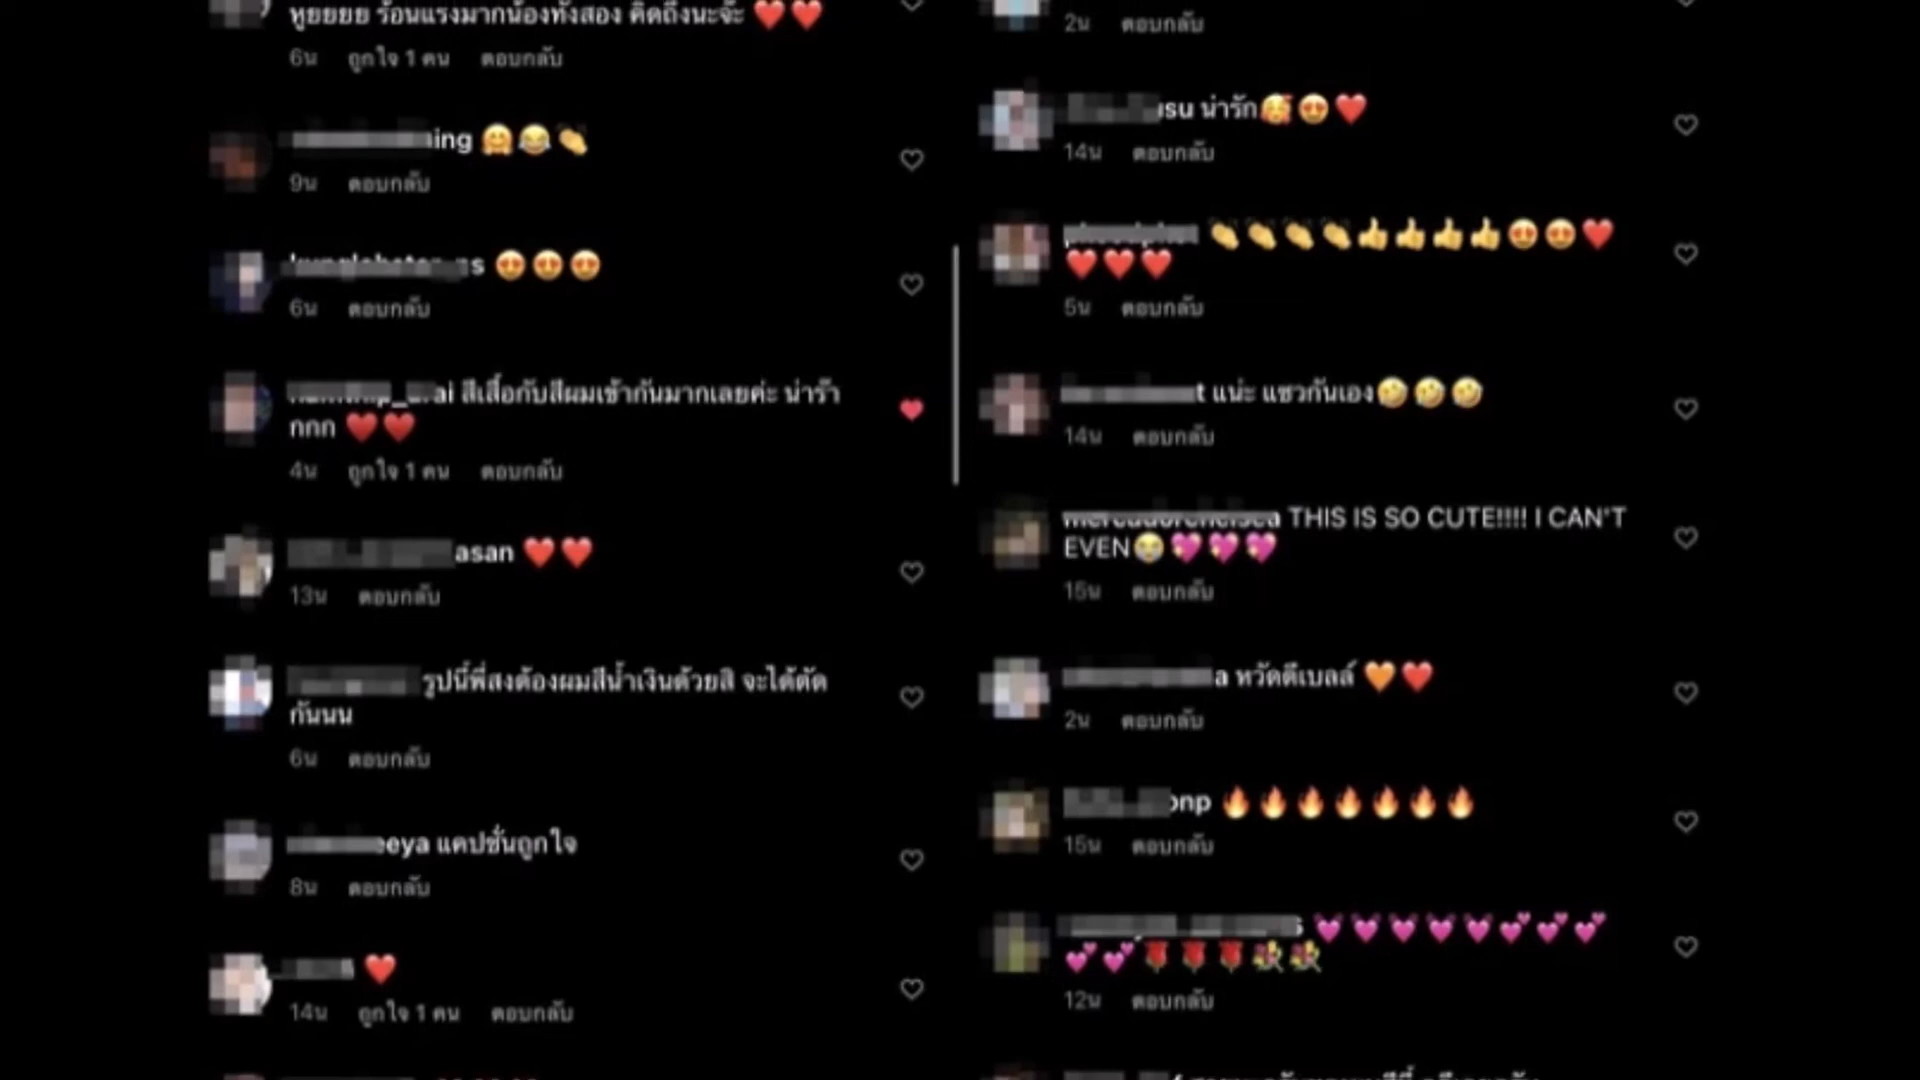 หูยยยย ร้อนแรงมากน้องทั้งสอง คิดถึงนะจ๊ะ ❤️❤️
6น ถูกใจ 1 คน ตอบกลับ
ing 🤗😂👏
9น ตอบกลับ
s 😍😍😍
6น ตอบกลับ
ai สีเสื้อกับสีผมเข้ากันมากเลยค่ะ น่าร๊า
กกก ❤️❤️
4น ถูกใจ 1 คน ตอบกลับ
asan ❤️❤️
13น ตอบกลับ
รูปนี้พี่สงต้องผมสีน้ำเงินด้วยสิ จะได้ตัด
กันนน
6น ตอบกลับ
eeya แคปชั่นถูกใจ
8น ตอบกลับ
❤️
14น ถูกใจ 1 คน ตอบกลับ
2น ตอบกลับ
su น่ารัก🥰😍❤️
14น ตอบกลับ
👏👏👏👏👍👍👍👍😍😍❤️
❤️❤️❤️
5น ตอบกลับ
t แน่ะ แซวกันเอง🤣🤣🤣
14น ตอบกลับ
THIS IS SO CUTE!!!! I CAN'T
EVEN😭💖💖💖
15น ตอบกลับ
a หวัดดีเบลล์ 🧡❤️
2น ตอบกลับ
onp 🔥🔥🔥🔥🔥🔥🔥
15น ตอบกลับ
💓💓💓💓💓💕💕💕
💕💕🌹🌹🌹💐💐
12น ตอบกลับ